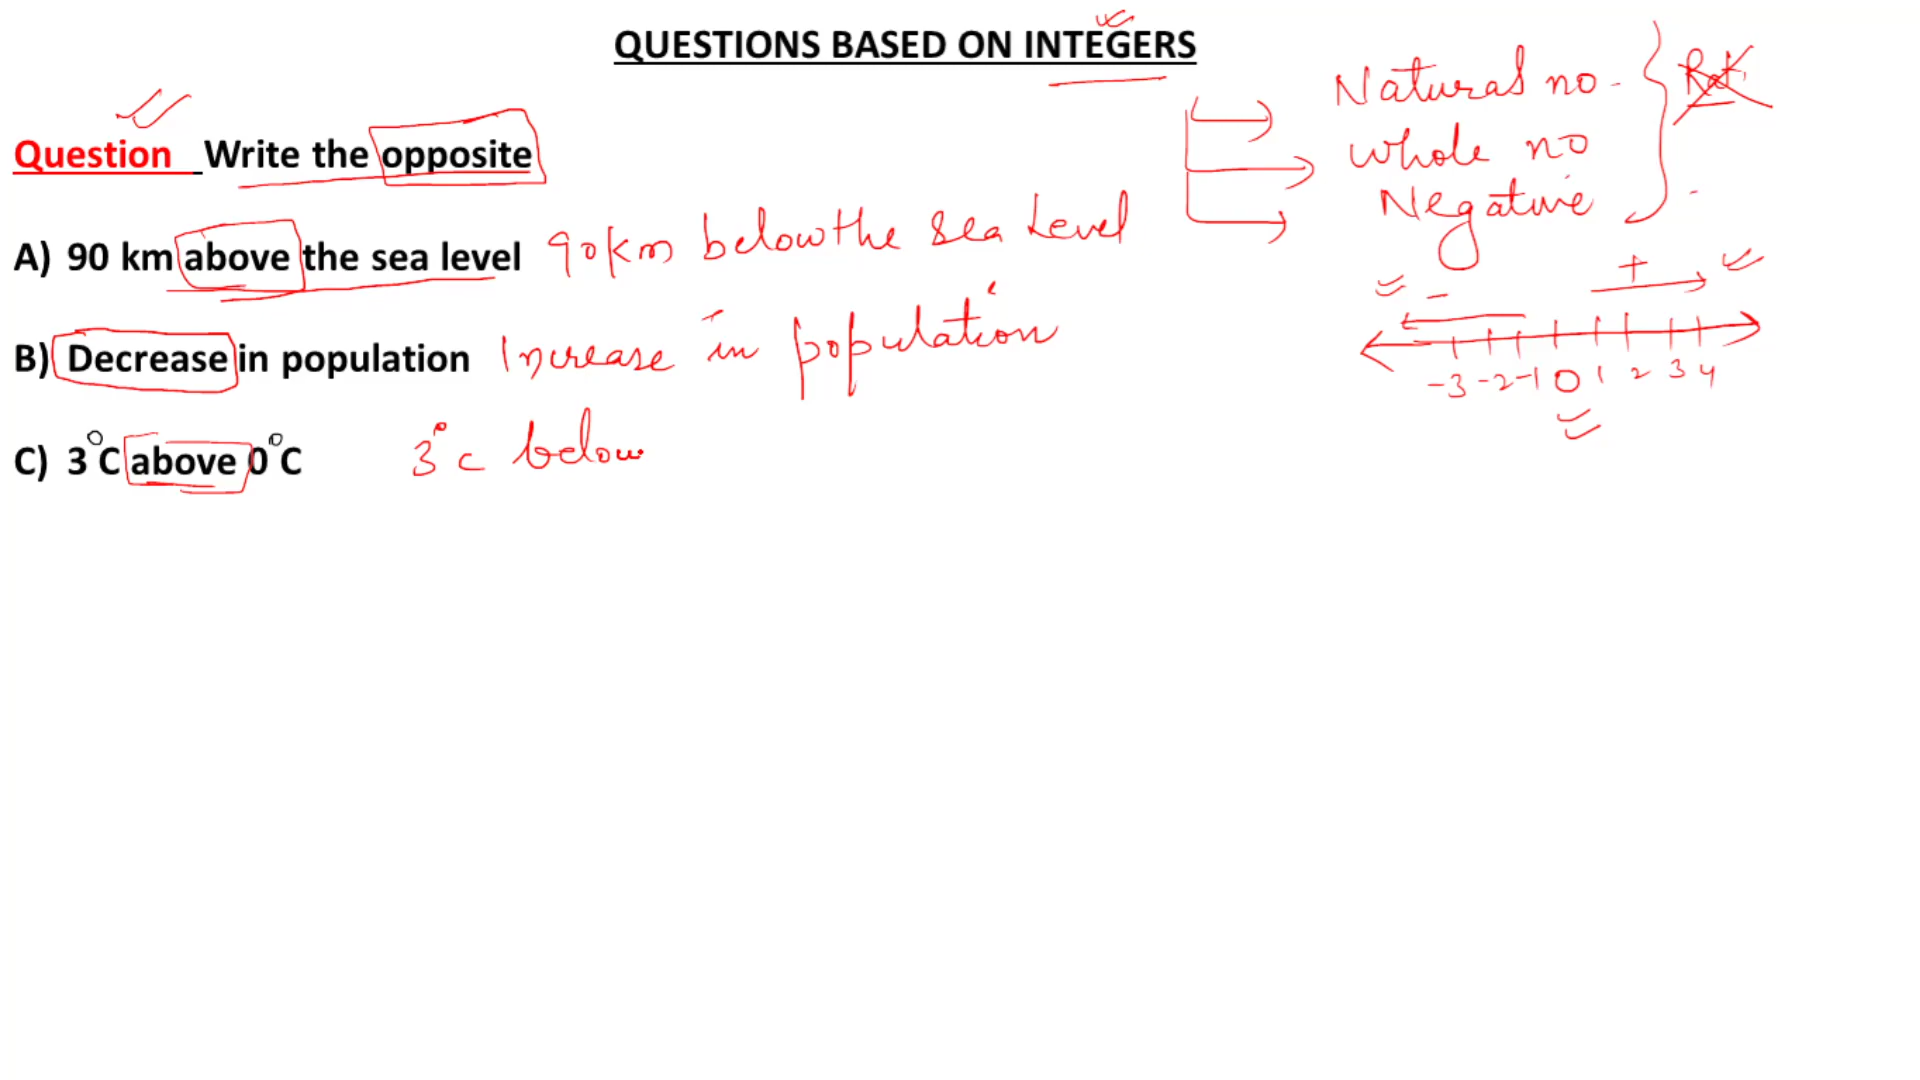 QUESTIONS BASED ON INTEGERS
Natural no.
whole no
Negative
Question Write the opposite
A) 90 km above the sea level 90km below the sea Level
B) Decrease in population Increase in population
C) 3°C above 0°C 3°C below
+
-
-3 -2 -1 0 1 2 3 4